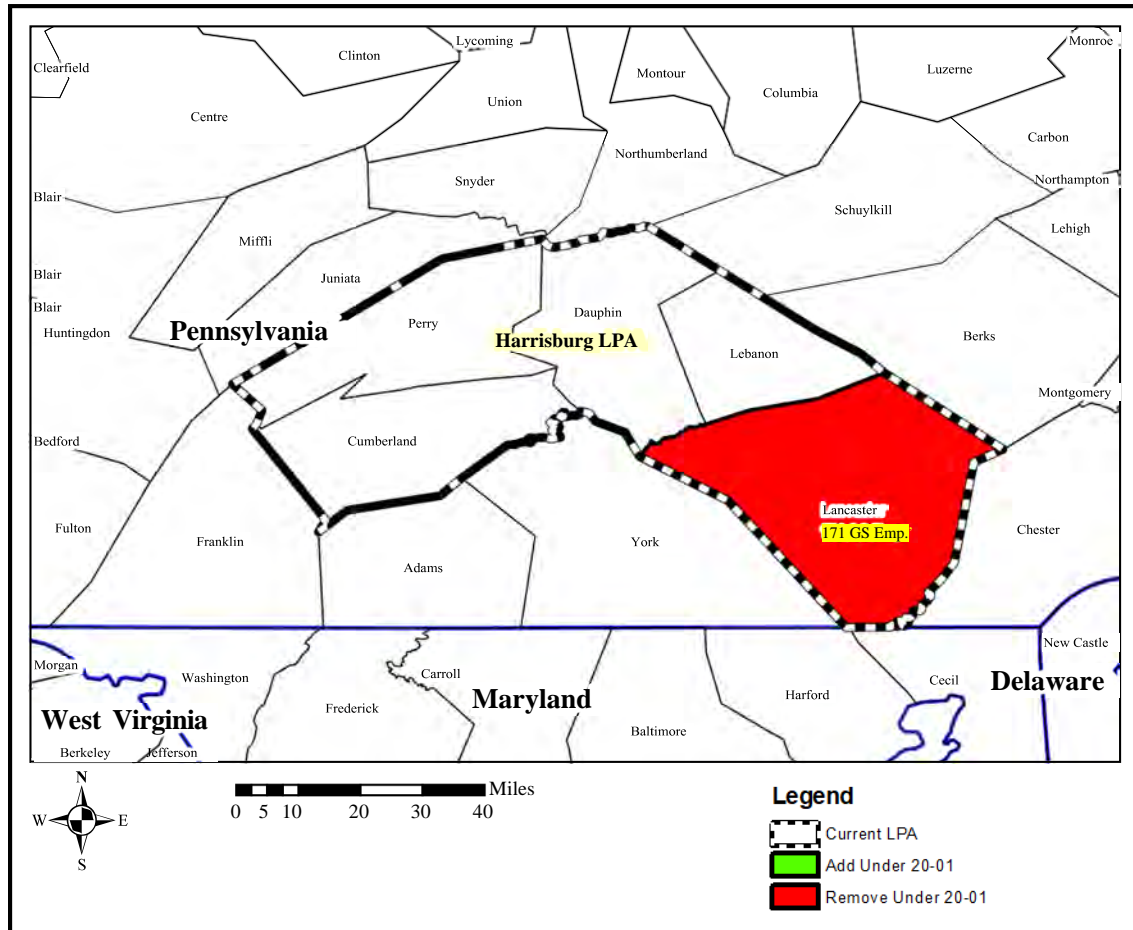 Lycoming
Monroe
Clinton
Clearfield
Montour
Luzerne
Columbia
Union
Centre
Carbon
Northumberland
Snyder
Northampton
Blair
Schuylkill
Lehigh
Miffli
Blair
Juniata
Blair
Dauphin
Huntingdon
Pennsylvania
Perry
Harrisburg LPA
Lebanon
Berks
Montgomery
Bedford
Cumberland
Lancaster
171 GS Emp.
Fulton
Franklin
York
Chester
Adams
New Castle
Morgan
Washington
Carroll
Cecil
Delaware
Maryland
Harford
Frederick
West Virginia
Baltimore
Berkeley
Jefferson
N
W E
S
Miles
0 5 10 20 30 40
Legend
Current LPA
Add Under 20-01
Remove Under 20-01